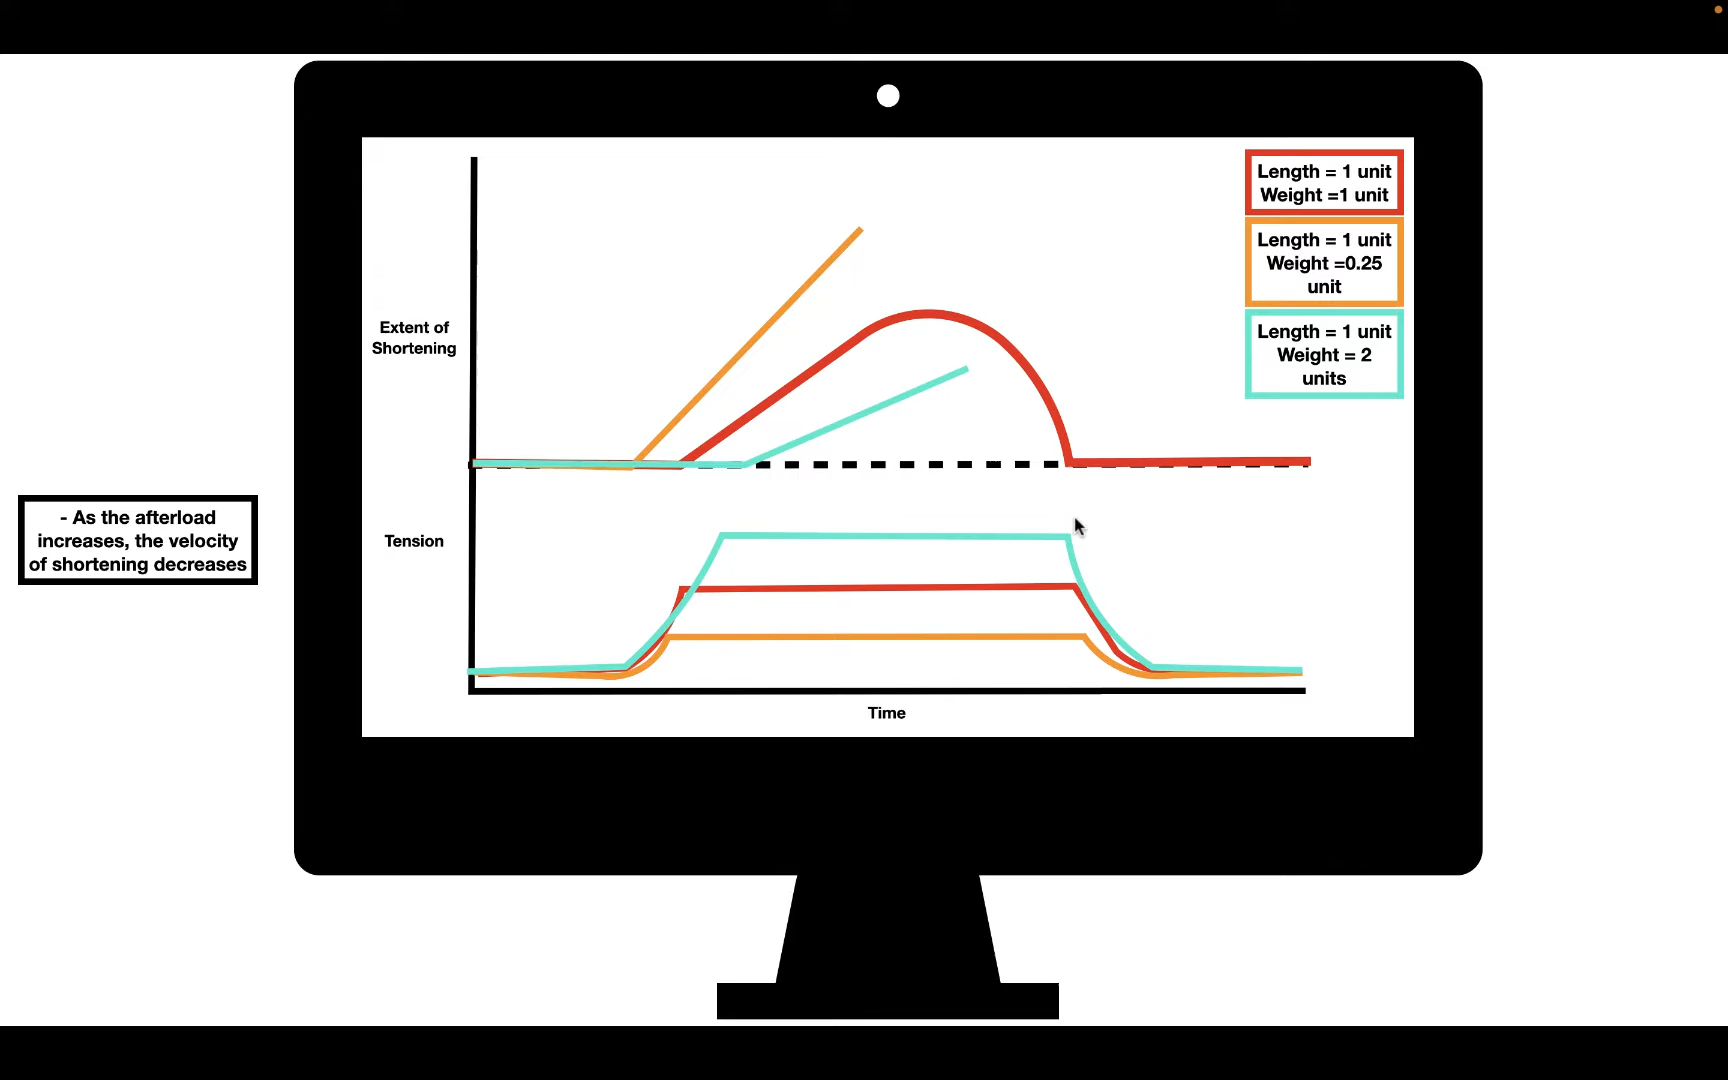 - As the afterload
increases, the velocity
of shortening decreases
Extent of
Shortening
Tension
Time
Length = 1 unit
Weight =1 unit
Length = 1 unit
Weight =0.25
unit
Length = 1 unit
Weight = 2
units